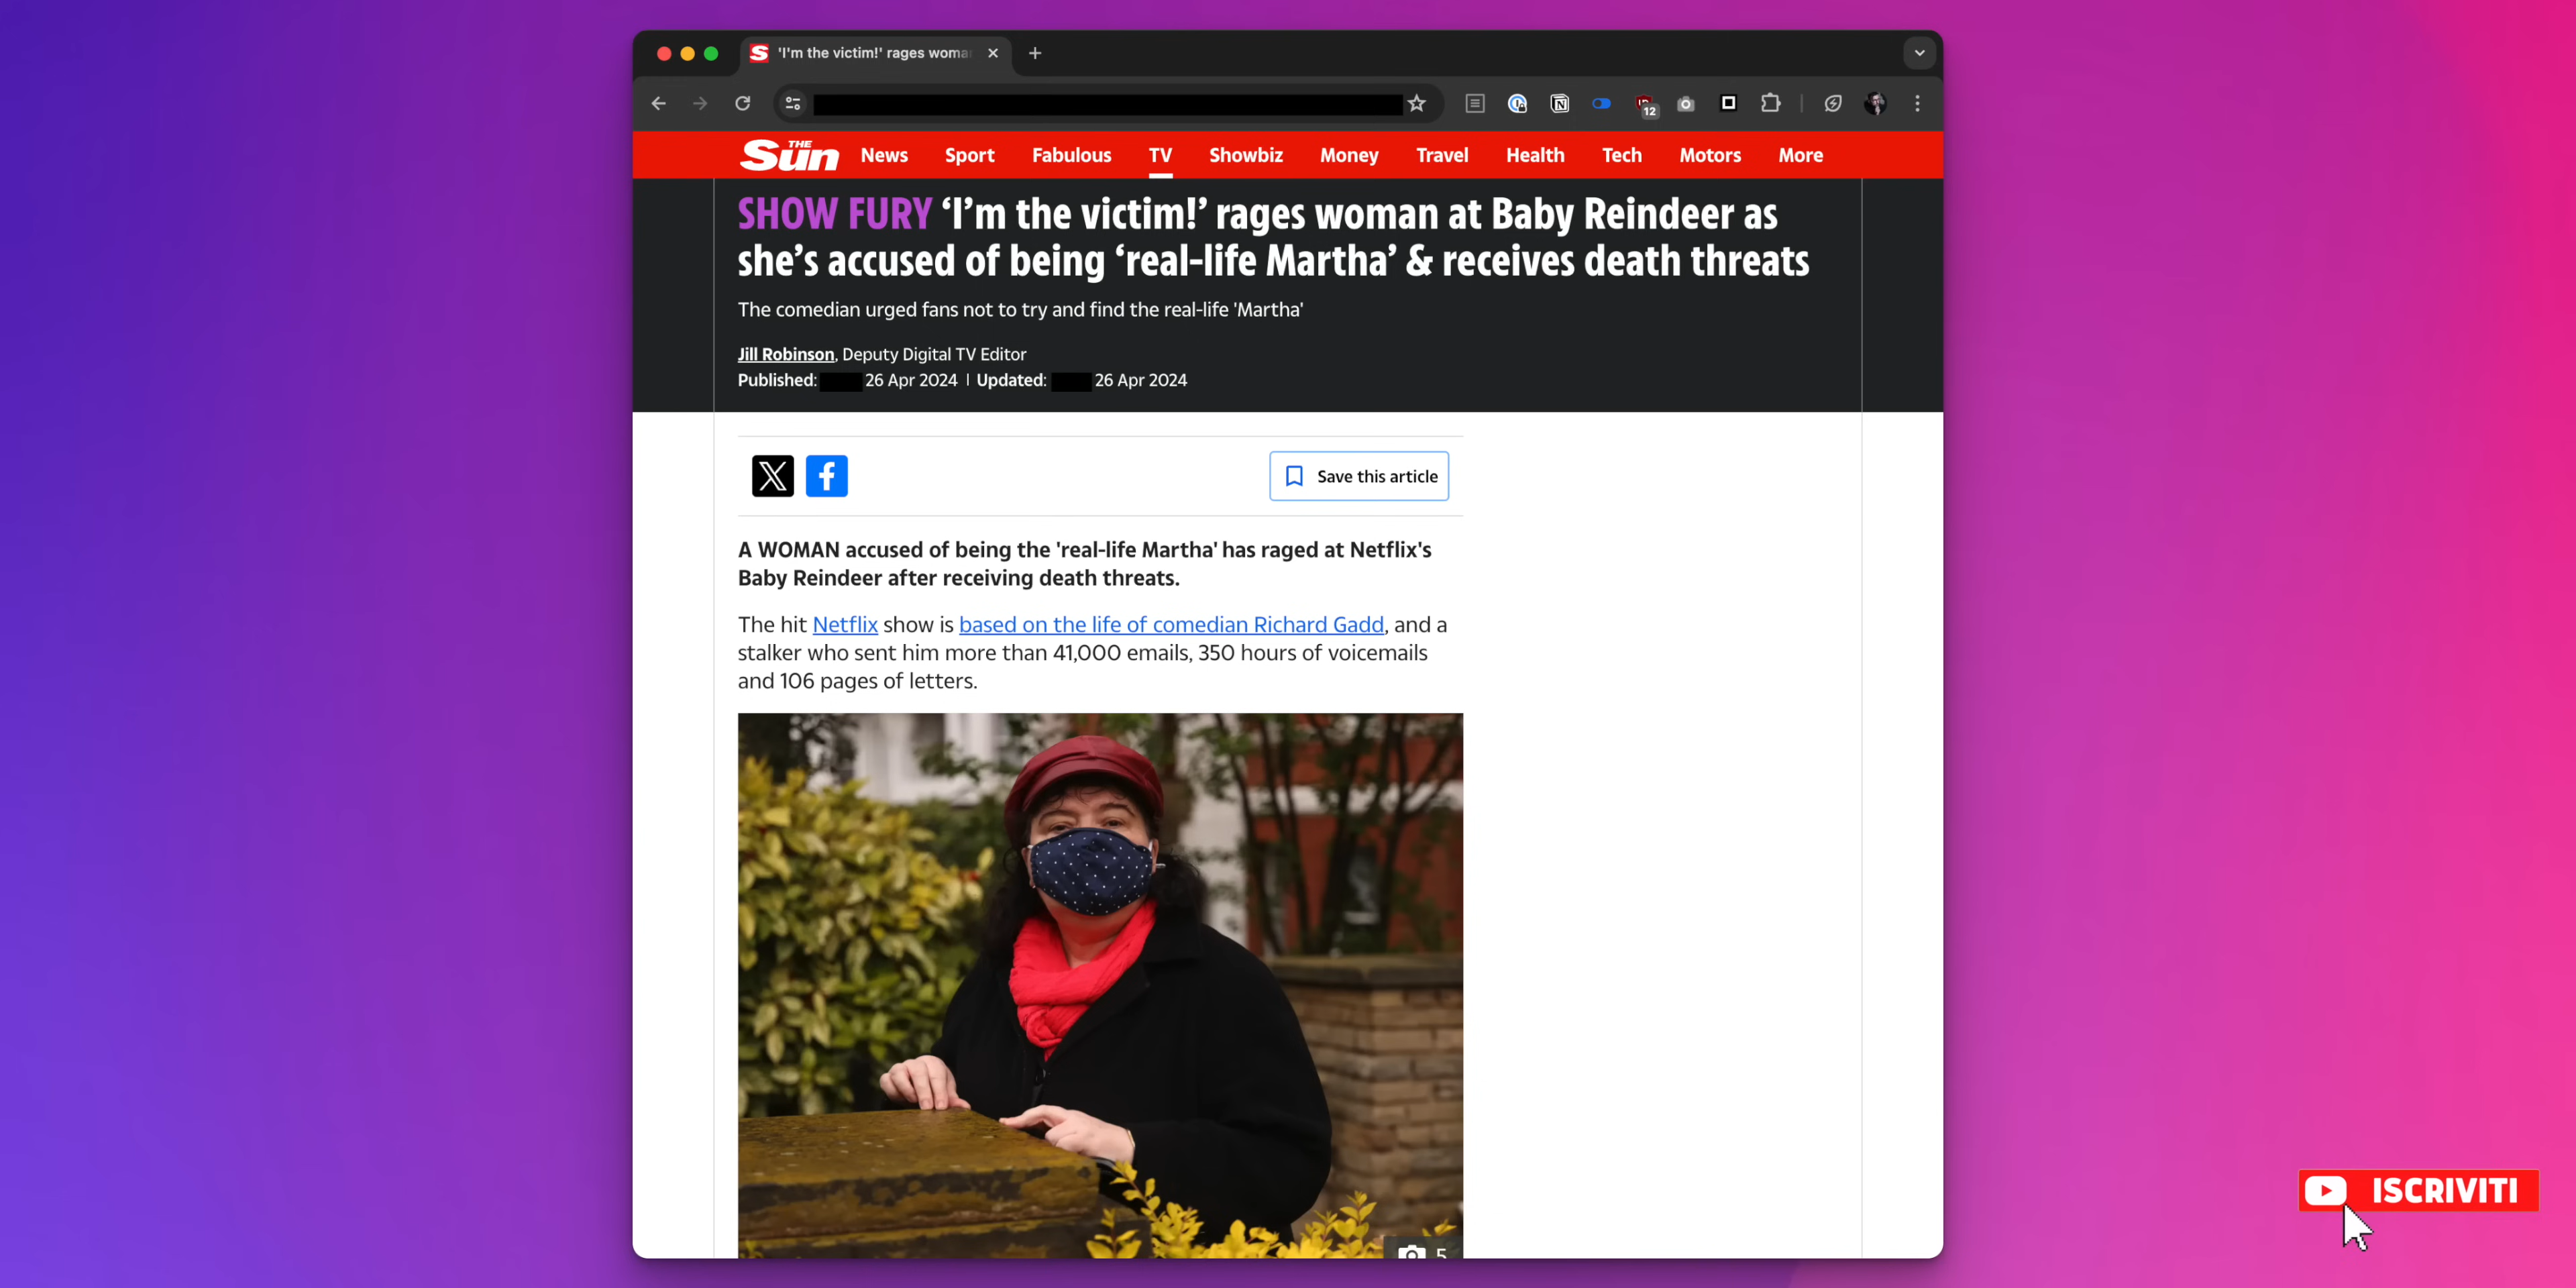 'I'm the victim!' rages woma
12
THE Sun News Sport Fabulous TV Showbiz Money Travel Health Tech Motors More
SHOW FURY ‘I’m the victim!’ rages woman at Baby Reindeer as
she’s accused of being ‘real-life Martha’ & receives death threats
The comedian urged fans not to try and find the real-life 'Martha'
Jill Robinson, Deputy Digital TV Editor
Published: 26 Apr 2024 | Updated: 26 Apr 2024
Save this article
A WOMAN accused of being the 'real-life Martha' has raged at Netflix's
Baby Reindeer after receiving death threats.
The hit Netflix show is based on the life of comedian Richard Gadd, and a
stalker who sent him more than 41,000 emails, 350 hours of voicemails
and 106 pages of letters.
5
ISCRIVITI